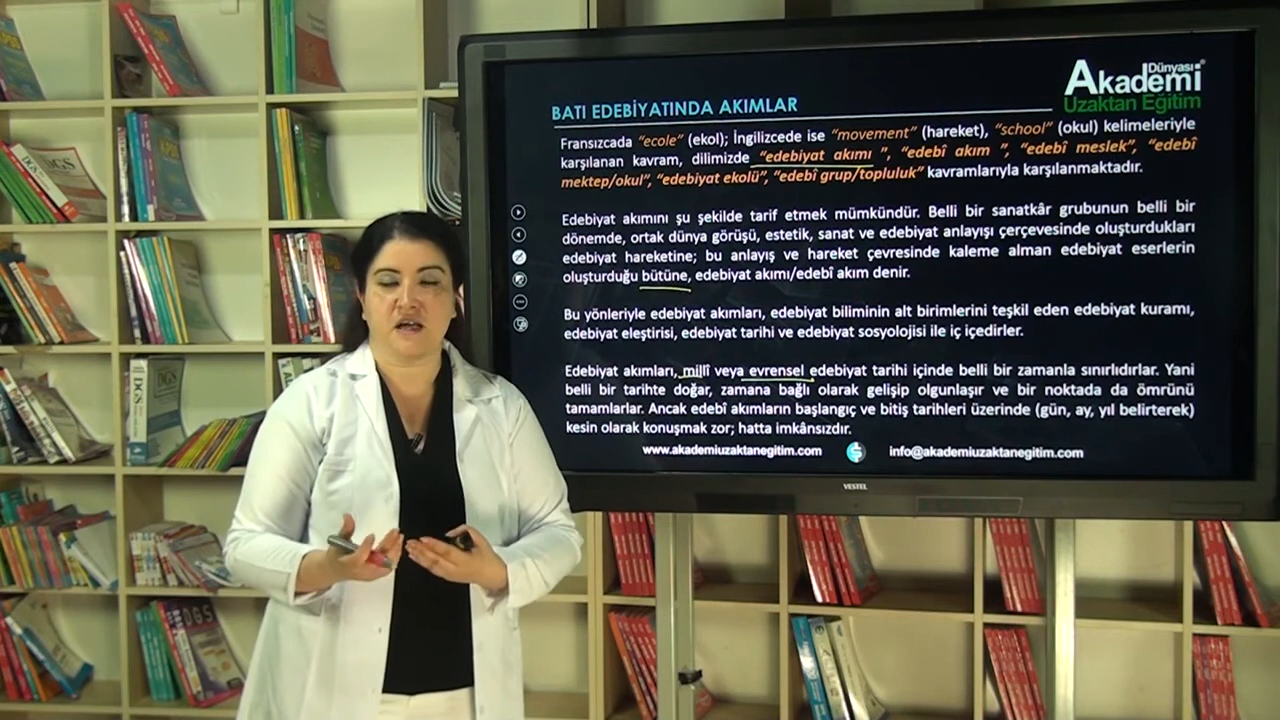 Dünyası
Akademi
Uzaktan Eğitim
BATI EDEBİYATINDA AKIMLAR
Fransızcada “ecole” (ekol); İngilizcede ise “movement” (hareket), “school” (okul) kelimeleriyle
karşılanan kavram, dilimizde “edebiyat akımı ”, “edebî akım ”, “edebî meslek”, “edebî
mektep/okul”, “edebiyat ekolü”, “edebî grup/topluluk” kavramlarıyla karşılanmaktadır.
Edebiyat akımını şu şekilde tarif etmek mümkündür. Belli bir sanatkâr grubunun belli bir
dönemde, ortak dünya görüşü, estetik, sanat ve edebiyat anlayışı çerçevesinde oluşturdukları
edebiyat hareketine; bu anlayış ve hareket çevresinde kaleme alman edebiyat eserlerin
oluşturduğu bütüne, edebiyat akımı/edebî akım denir.
Bu yönleriyle edebiyat akımları, edebiyat biliminin alt birimlerini teşkil eden edebiyat kuramı,
edebiyat eleştirisi, edebiyat tarihi ve edebiyat sosyolojisi ile iç içedirler.
Edebiyat akımları, millî veya evrensel edebiyat tarihi içinde belli bir zamanla sınırlıdırlar. Yani
belli bir tarihte doğar, zamana bağlı olarak gelişip olgunlaşır ve bir noktada da ömrünü
tamamlarlar. Ancak edebî akımların başlangıç ve bitiş tarihleri üzerinde (gün, ay, yıl belirterek)
kesin olarak konuşmak zor; hatta imkânsızdır.
www.akademiuzaktanegitim.com
info@akademiuzaktanegitim.com
VESTEL
DGS
DGS
DGS